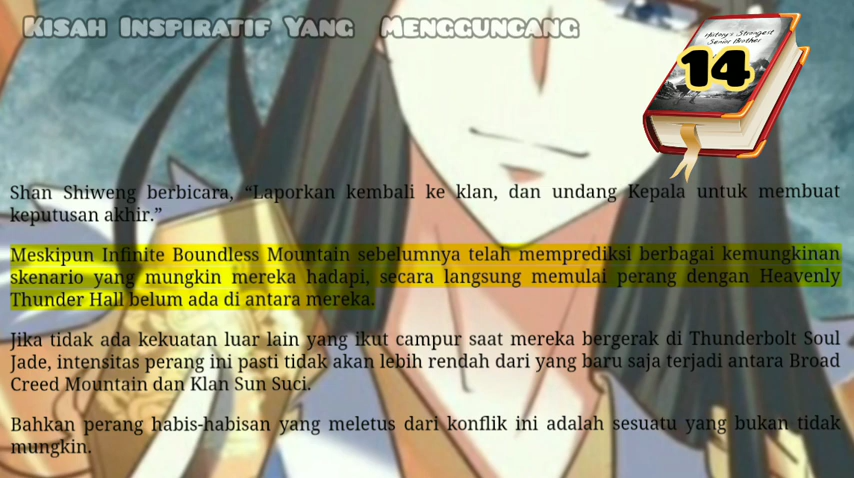 Kisah Inspiratif Yang Menggungcang
History's Strongest
Senior Brother
14
Shan Shiweng berbicara, “Laporkan kembali ke klan, dan undang Kepala untuk membuat
keputusan akhir.”
Meskipun Infinite Boundless Mountain sebelumnya telah memprediksi berbagai kemungkinan
skenario yang mungkin mereka hadapi, secara langsung memulai perang dengan Heavenly
Thunder Hall belum ada di antara mereka.
Jika tidak ada kekuatan luar lain yang ikut campur saat mereka bergerak di Thunderbolt Soul
Jade, intensitas perang ini pasti tidak akan lebih rendah dari yang baru saja terjadi antara Broad
Creed Mountain dan Klan Sun Suci.
Bahkan perang habis-habisan yang meletus dari konflik ini adalah sesuatu yang bukan tidak
mungkin.